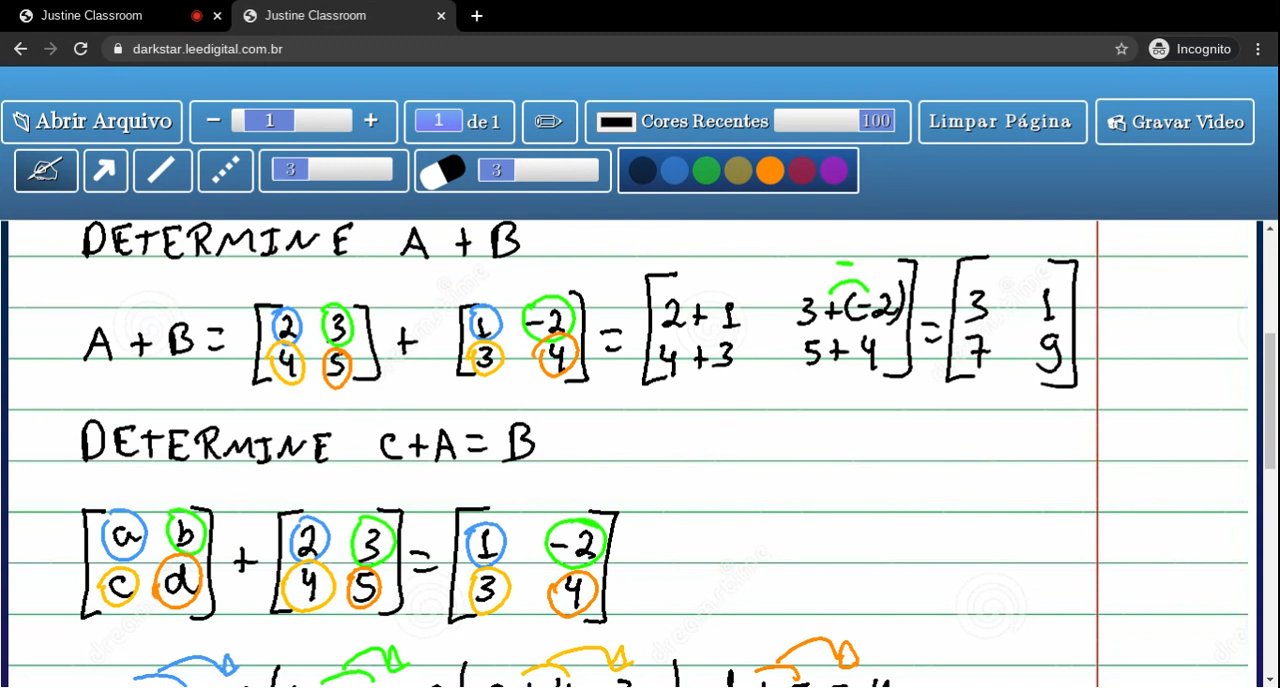 Justine Classroom
Justine Classroom
darkstar.leedigital.com.br
Incognito
Abrir Arquivo
− 1 +
1 de 1
Cores Recentes
100
Limpar Página
Gravar Video
3
3
DETERMINE A + B
A + B = [2 3 + [1 -2 = [2+1 3+(-2) = [3 1
4 5] 3 4] 4+3 5+4] 7 9]
DETERMINE C+A=B
[a b + [2 3 = [1 -2
c d] 4 5] 3 4]
dreamstime